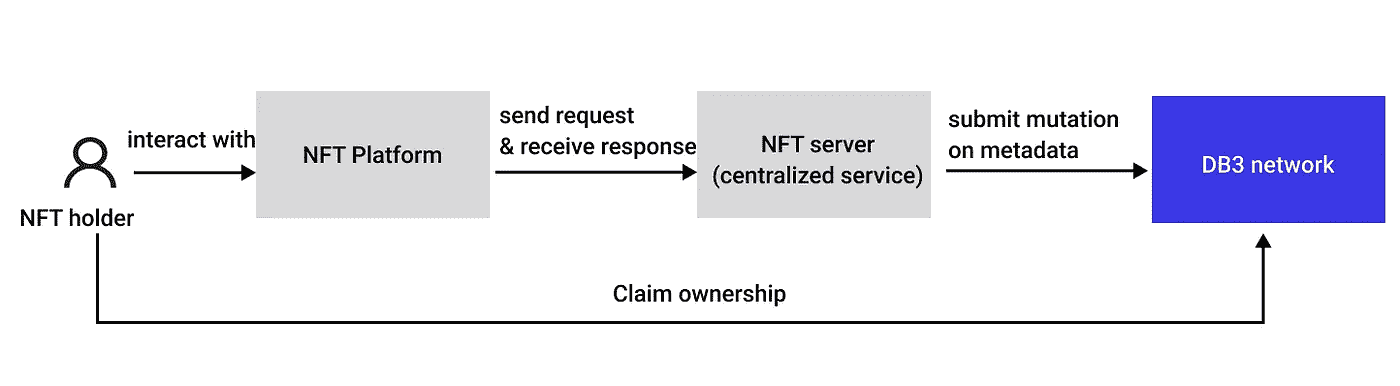 interact with
NFT holder
NFT Platform
send request
& receive response
NFT server
(centralized service)
submit mutation
on metadata
DB3 network
Claim ownership